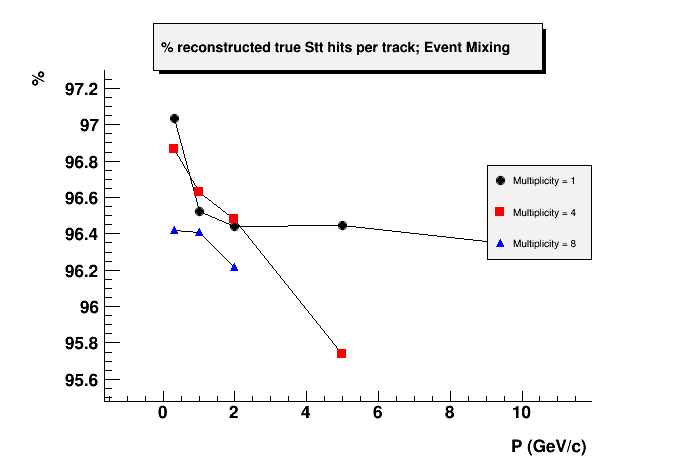 % reconstructed true Stt hits per track; Event Mixing
%
97.2
97
96.8
96.6
96.4
96.2
96
95.8
95.6
Multiplicity = 1
Multiplicity = 4
Multiplicity = 8
0 2 4 6 8 10
P (GeV/c)